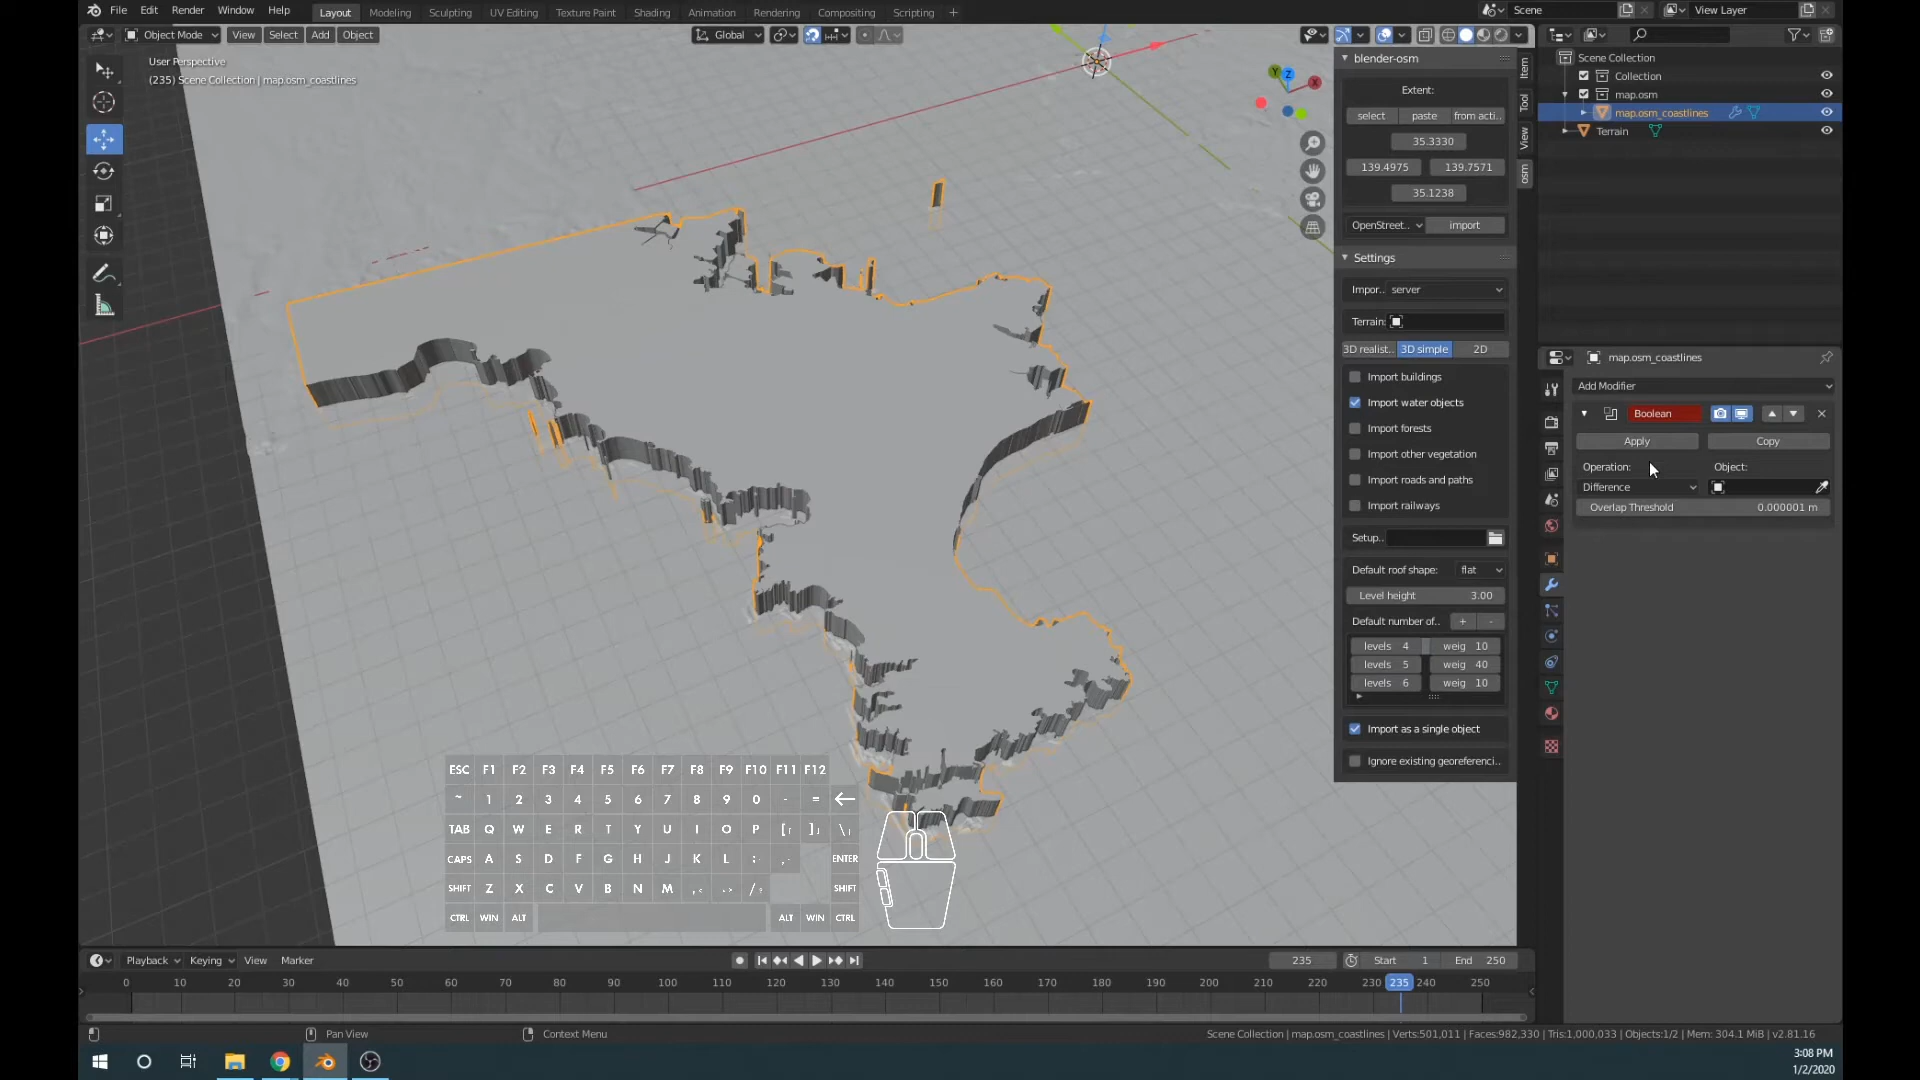 File Edit Render Window Help Layout Modeling Sculpting UV Editing Texture Paint Shading Animation Rendering Compositing Scripting + Scene View Layer
Object Mode View Select Add Object Global
User Perspective
(235) Scene Collection | map.osm_coastlines
Y Z X
blender-osm
Extent:
select paste from acti..
35.3330
139.4975 139.7571
35.1238
OpenStreet.. import
Settings
Impor.. server
Terrain:
3D realist.. 3D simple 2D
Import buildings
Import water objects
Import forests
Import other vegetation
Import roads and paths
Import railways
Setup..
Default roof shape: flat
Level height 3.00
Default number of.. + -
levels 4 weig 10
levels 5 weig 40
levels 6 weig 10
Import as a single object
Ignore existing georeferenci..
Item
Tool
View
osm
Scene Collection
Collection
map.osm
map.osm_coastlines
Terrain
map.osm_coastlines
Add Modifier
Boolean
Apply Copy
Operation: Object:
Difference
Overlap Threshold 0.000001 m
ESC F1 F2 F3 F4 F5 F6 F7 F8 F9 F10 F11 F12
~ 1 2 3 4 5 6 7 8 9 0 - = ←
TAB Q W E R T Y U I O P [ ] \
CAPS A S D F G H J K L ENTER
SHIFT Z X C V B N M SHIFT
CTRL WIN ALT ALT WIN CTRL
Playback Keying View Marker 235 Start 1 End 250
0 10 20 30 40 50 60 70 80 90 100 110 120 130 140 150 160 170 180 190 200 210 220 230 235 240 250
Pan View Context Menu Scene Collection | map.osm_coastlines | Verts:501,011 | Faces:982,330 | Tris:1,000,033 | Objects:1/2 | Mem: 304.1 MiB | v2.81.16
3:08 PM
1/2/2020